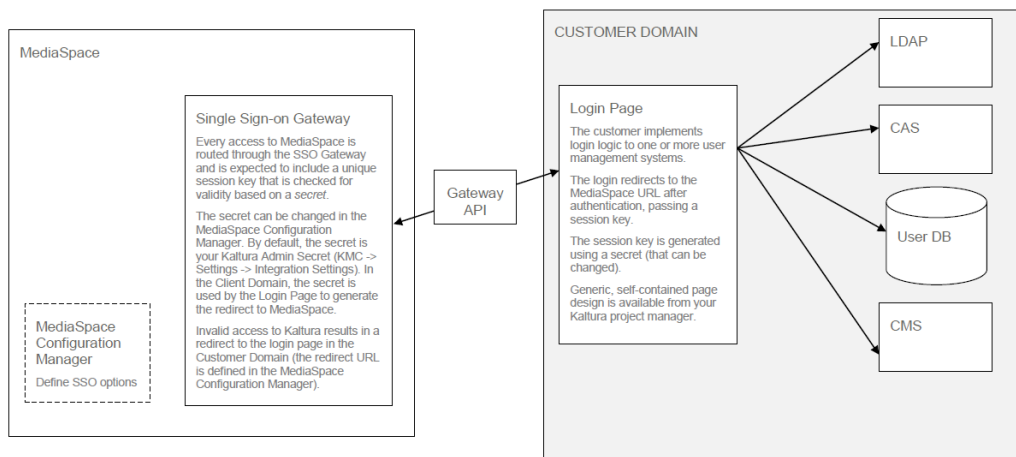 MediaSpace
Single Sign-on Gateway
Every access to MediaSpace is
routed through the SSO Gateway
and is expected to include a unique
session key that is checked for
validity based on a secret.
The secret can be changed in the
MediaSpace Configuration
Manager. By default, the secret is
your Kaltura Admin Secret (KMC ->
Settings -> Integration Settings). In
the Client Domain, the secret is
used by the Login Page to generate
the redirect to MediaSpace.
Invalid access to Kaltura results in a
redirect to the login page in the
Customer Domain (the redirect URL
is defined in the MediaSpace
Configuration Manager).
MediaSpace
Configuration
Manager
Define SSO options
Gateway
API
CUSTOMER DOMAIN
Login Page
The customer implements
login logic to one or more user
management systems.
The login redirects to the
MediaSpace URL after
authentication, passing a
session key.
The session key is generated
using a secret (that can be
changed).
Generic, self-contained page
design is available from your
Kaltura project manager.
LDAP
CAS
User DB
CMS